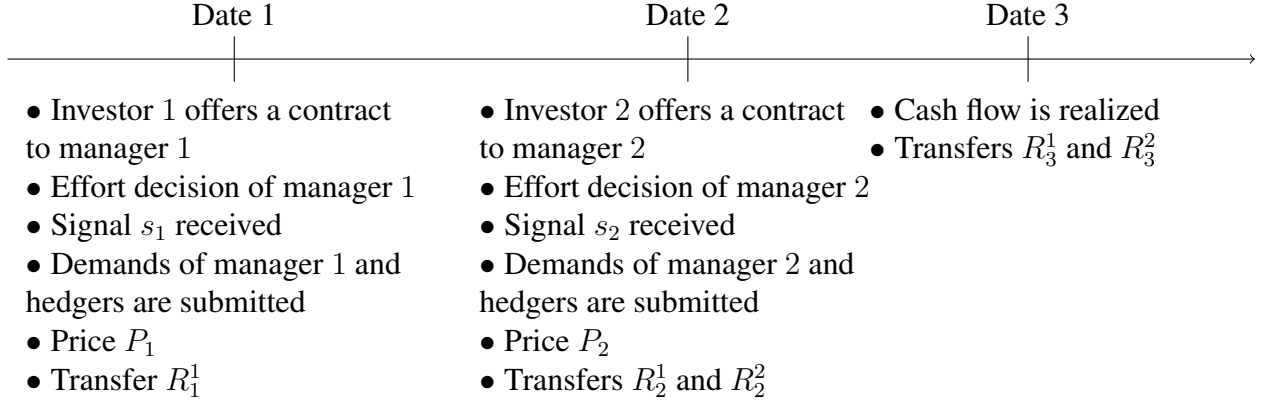 Date 1
Date 2
Date 3
• Investor 1 offers a contract
to manager 1
• Effort decision of manager 1
• Signal s₁ received
• Demands of manager 1 and
hedgers are submitted
• Price P₁
• Transfer R₁¹
• Investor 2 offers a contract
to manager 2
• Effort decision of manager 2
• Signal s₂ received
• Demands of manager 2 and
hedgers are submitted
• Price P₂
• Transfers R₂¹ and R₂²
• Cash flow is realized
• Transfers R₃¹ and R₃²